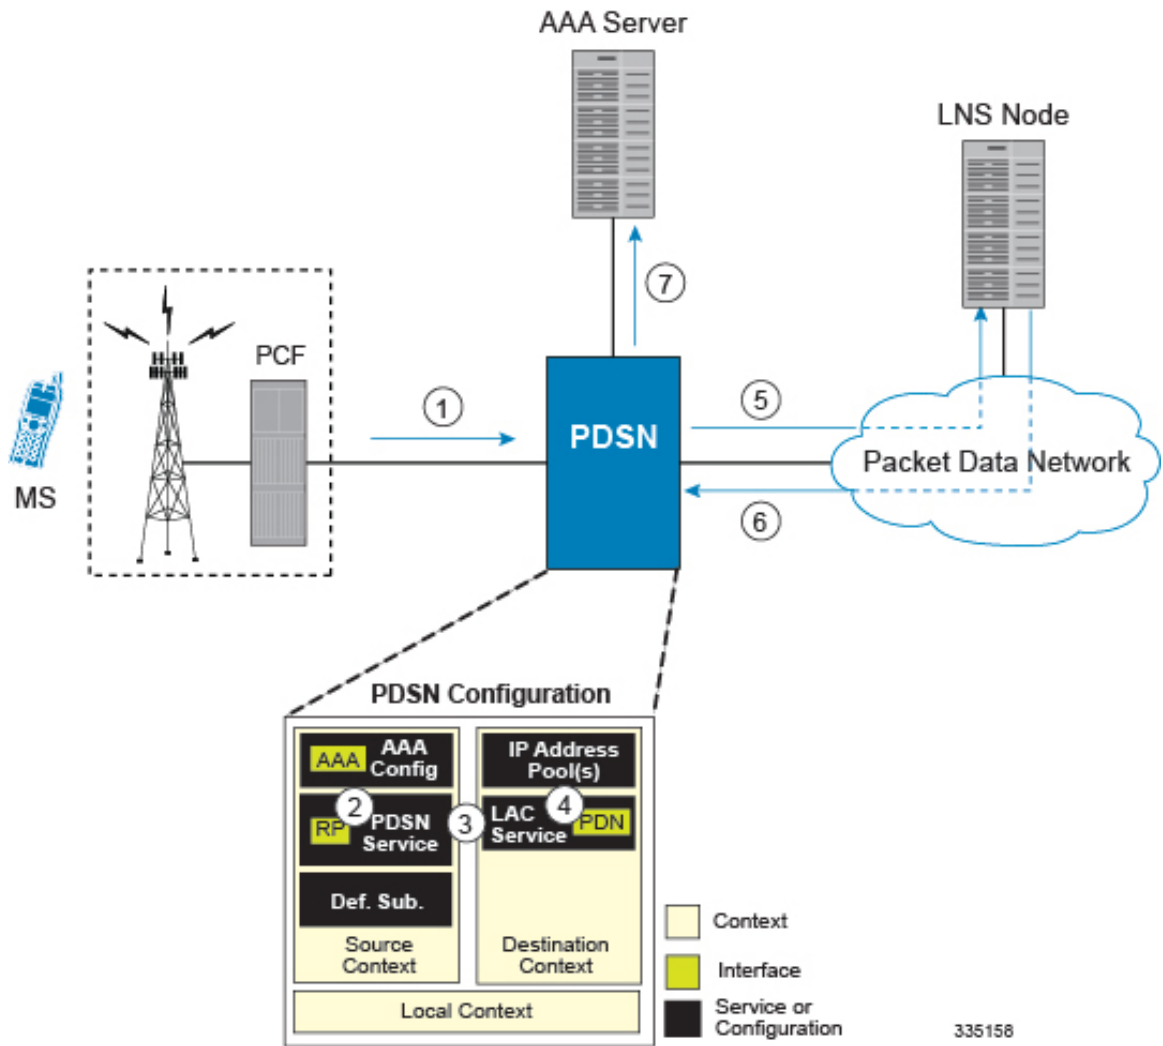 AAA Server
LNS Node
7
PCF
1
5
PDSN
Packet Data Network
MS
6
PDSN Configuration
AAA
AAA
Config
IP Address
Pool(s)
2
3
4
RP
PDSN
Service
LAC
Service
PDN
Def. Sub.
Source
Context
Destination
Context
Local Context
Context
Interface
Service or
Configuration
335158